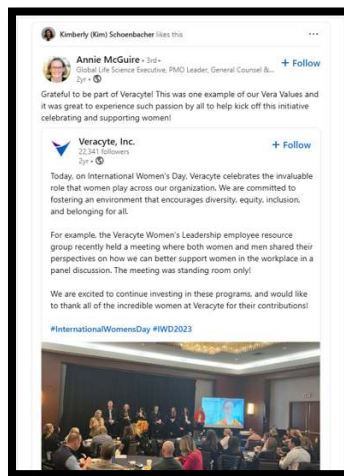 Kimberly (Kim) Schoenbacher likes this
Annie McGuire • 3rd+
Global Life Science Executive, PMO Leader, General Counsel &...
2yr •
+ Follow
Grateful to be part of Veracyte! This was one example of our Vera Values and
it was great to experience such passion by all to help kick off this initiative
celebrating and supporting women!
Veracyte, Inc.
22,341 followers
2yr •
+ Follow
Today, on International Women's Day, Veracyte celebrates the invaluable
role that women play across our organization. We are committed to
fostering an environment that encourages diversity, equity, inclusion,
and belonging for all.
For example, the Veracyte Women's Leadership employee resource
group recently held a meeting where both women and men shared their
perspectives on how we can better support women in the workplace in a
panel discussion. The meeting was standing room only!
We are excited to continue investing in these programs, and would like
to thank all of the incredible women at Veracyte for their contributions!
#InternationalWomensDay #IWD2023